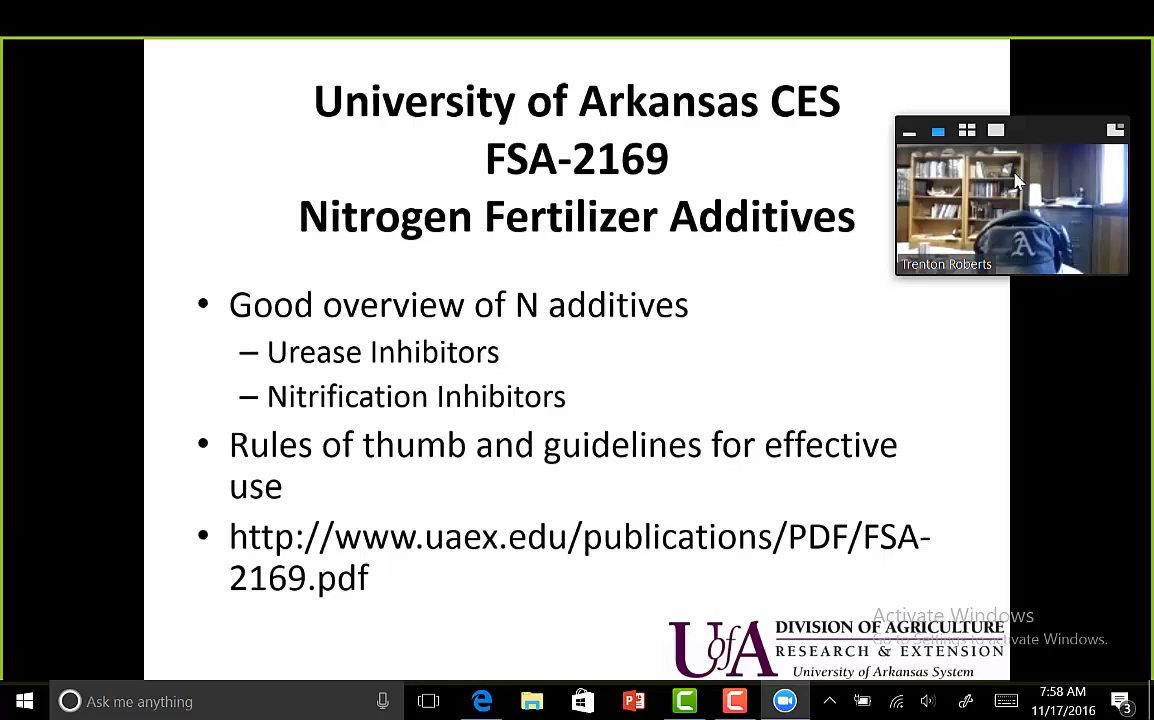 University of Arkansas CES
FSA-2169
Nitrogen Fertilizer Additives
Trenton Roberts
• Good overview of N additives
– Urease Inhibitors
– Nitrification Inhibitors
• Rules of thumb and guidelines for effective
use
• http://www.uaex.edu/publications/PDF/FSA-
2169.pdf
UofA
DIVISION OF AGRICULTURE
RESEARCH & EXTENSION
University of Arkansas System
Activate Windows
Go to Settings to activate Windows.
Ask me anything
7:58 AM
11/17/2016
3